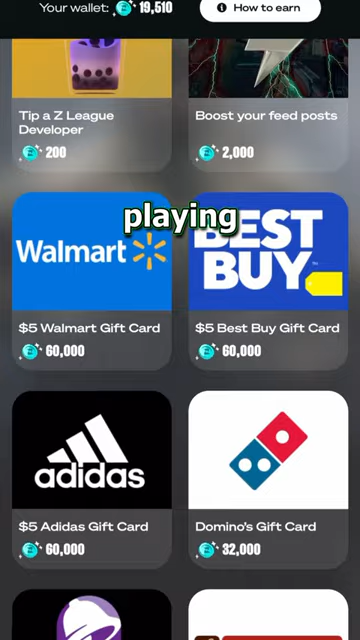 Your wallet: 19,510
How to earn
Tip a Z League
Developer
200
Boost your feed posts
2,000
playing
Walmart
BEST
BUY
$5 Walmart Gift Card
60,000
$5 Best Buy Gift Card
60,000
adidas
$5 Adidas Gift Card
60,000
Domino's Gift Card
32,000